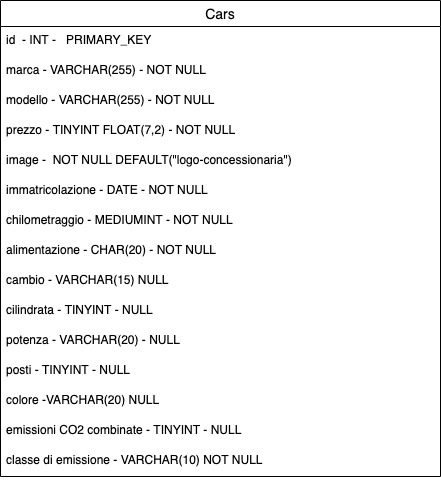 Cars
id - INT - PRIMARY_KEY
marca - VARCHAR(255) - NOT NULL
modello - VARCHAR(255) - NOT NULL
prezzo - TINYINT FLOAT(7,2) - NOT NULL
image - NOT NULL DEFAULT("logo-concessionaria")
immatricolazione - DATE - NOT NULL
chilometraggio - MEDIUMINT - NOT NULL
alimentazione - CHAR(20) - NOT NULL
cambio - VARCHAR(15) NULL
cilindrata - TINYINT - NULL
potenza - VARCHAR(20) - NULL
posti - TINYINT - NULL
colore -VARCHAR(20) NULL
emissioni CO2 combinate - TINYINT - NULL
classe di emissione - VARCHAR(10) NOT NULL